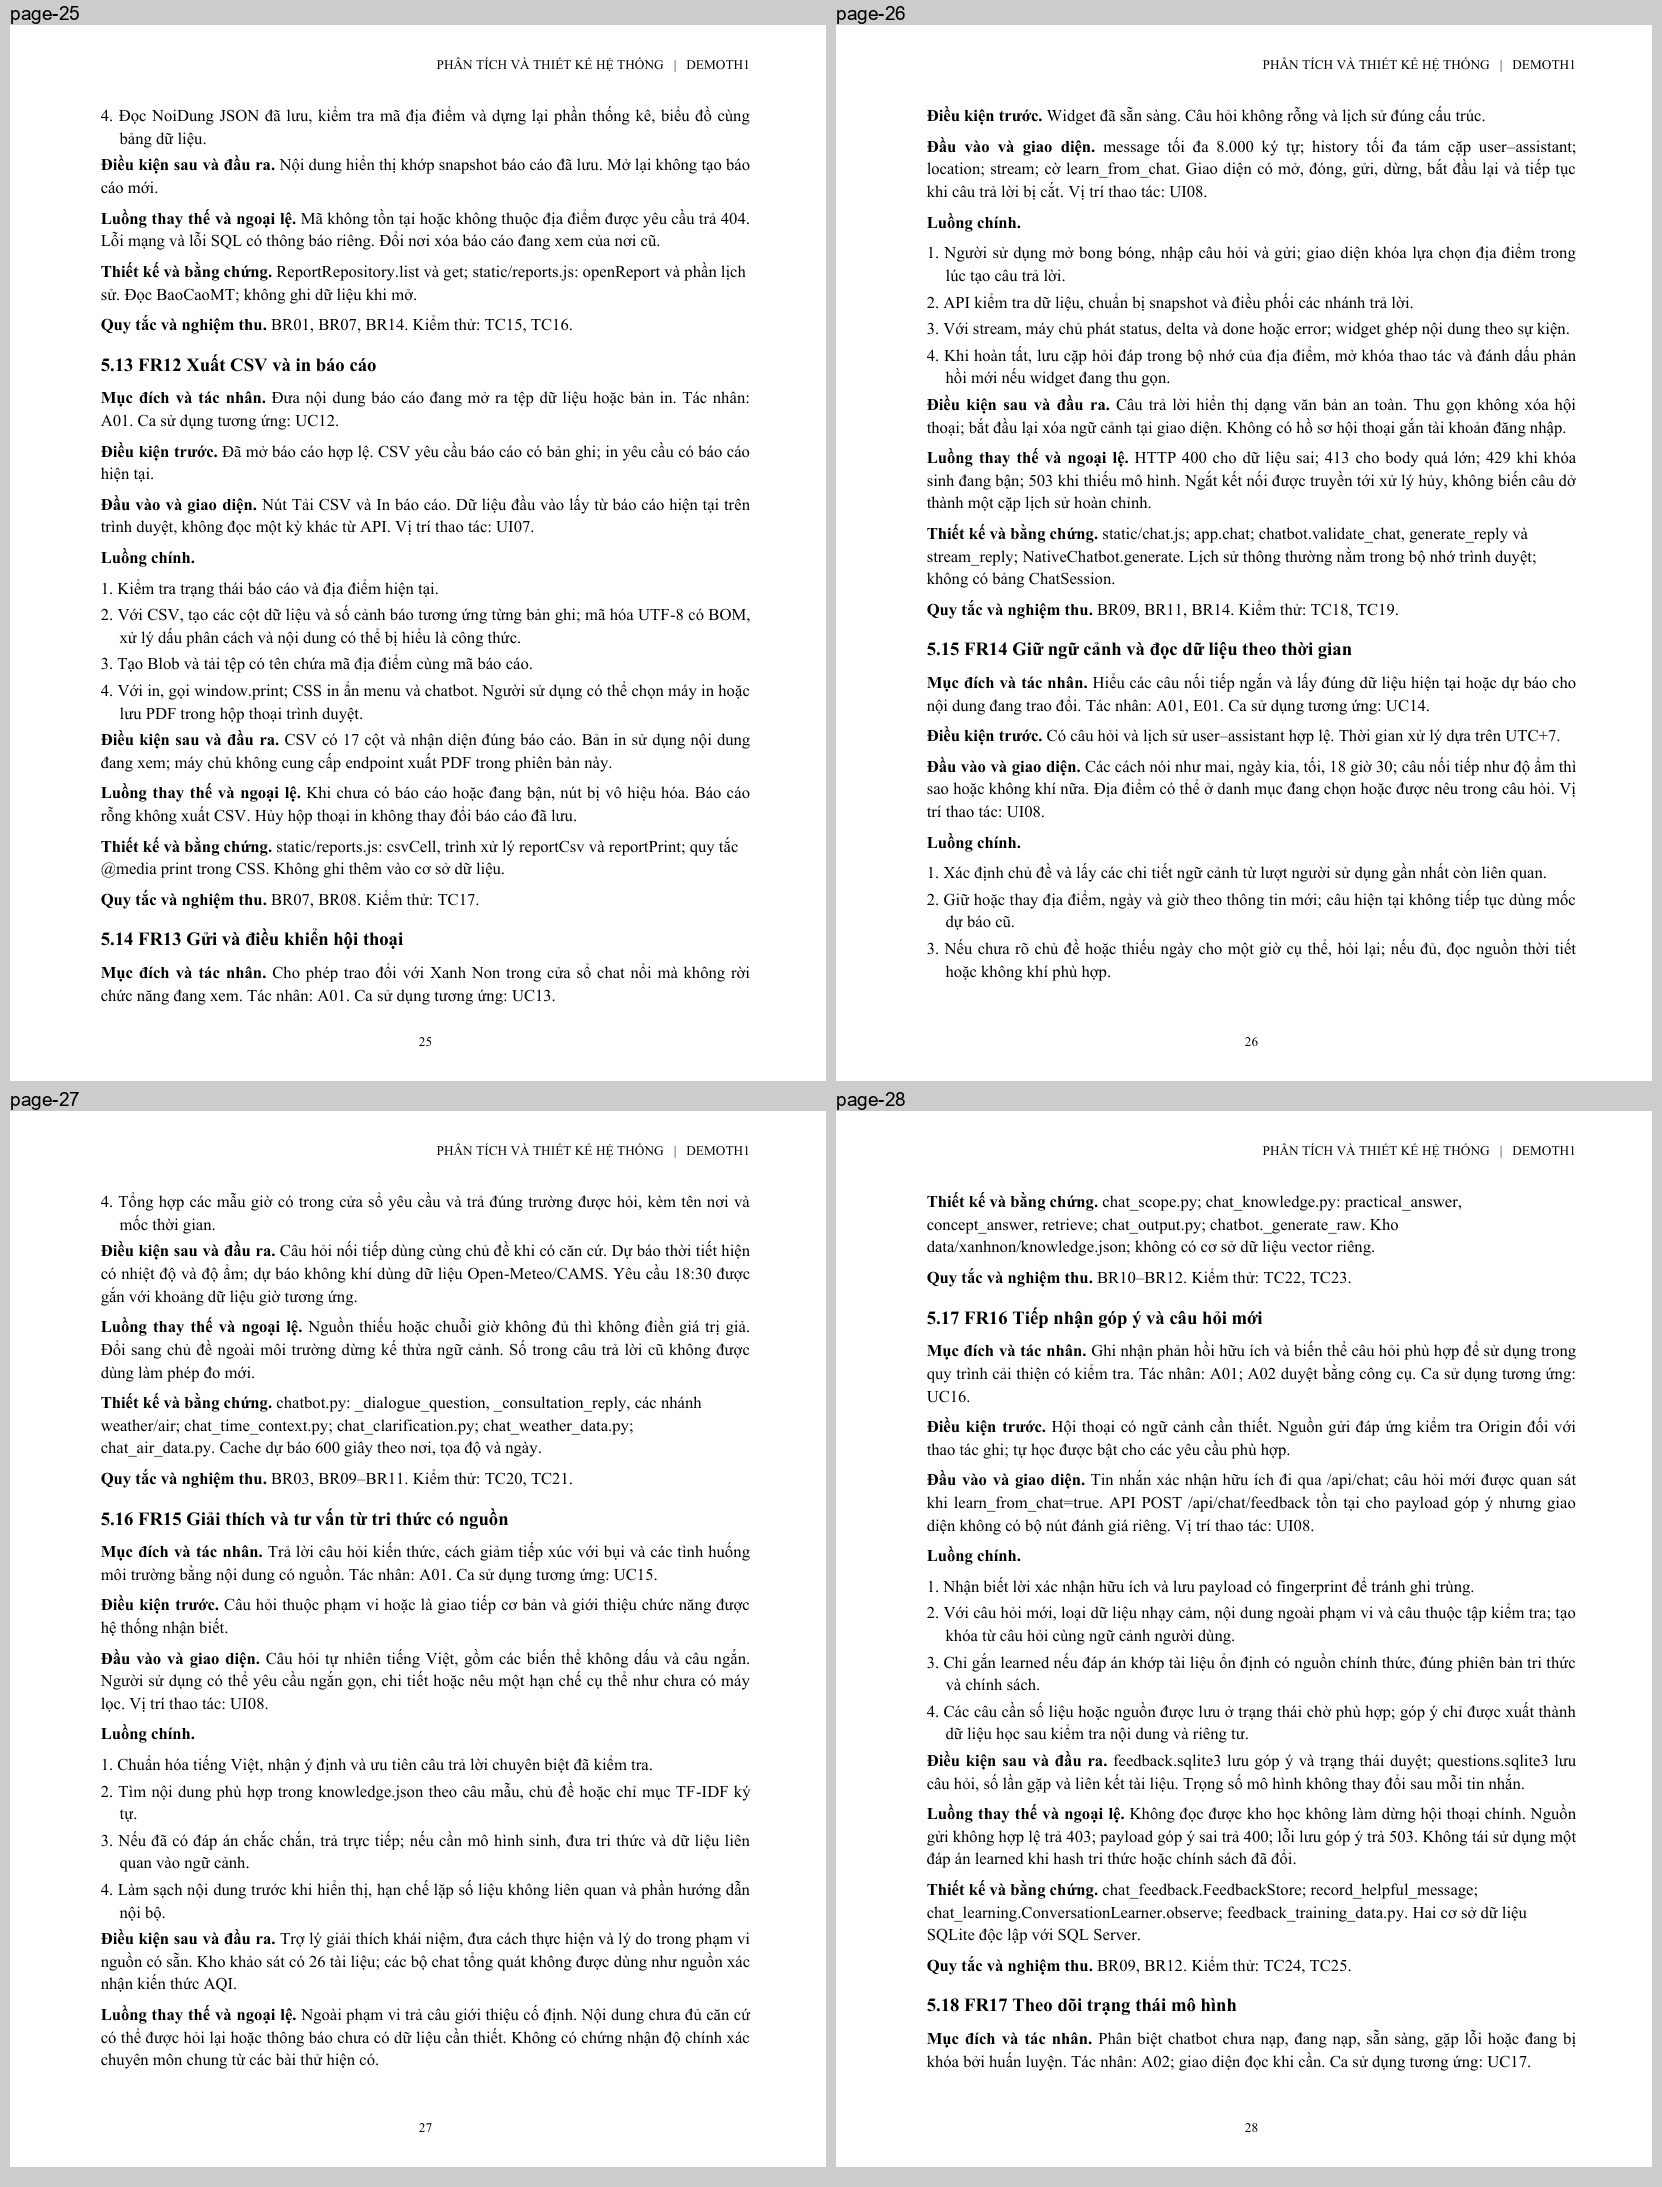 page-25
PHÂN TÍCH VÀ THIẾT KẾ HỆ THỐNG | DEMOTH1
4. Đọc NoiDung JSON đã lưu, kiểm tra mã địa điểm và dựng lại phần thống kê, biểu đồ cùng
bảng dữ liệu.
Điều kiện sau và đầu ra. Nội dung hiển thị khớp snapshot báo cáo đã lưu. Mở lại không tạo báo
cáo mới.
Luồng thay thế và ngoại lệ. Mã không tồn tại hoặc không thuộc địa điểm được yêu cầu trả 404.
Lỗi mạng và lỗi SQL có thông báo riêng. Đổi nơi xóa báo cáo đang xem của nơi cũ.
Thiết kế và bằng chứng. ReportRepository.list và get; static/reports.js: openReport và phần lịch
sử. Đọc BaoCaoMT; không ghi dữ liệu khi mở.
Quy tắc và nghiệm thu. BR01, BR07, BR14. Kiểm thử: TC15, TC16.
5.13 FR12 Xuất CSV và in báo cáo
Mục đích và tác nhân. Đưa nội dung báo cáo đang mở ra tệp dữ liệu hoặc bản in. Tác nhân:
A01. Ca sử dụng tương ứng: UC12.
Điều kiện trước. Đã mở báo cáo hợp lệ. CSV yêu cầu báo cáo có bản ghi; in yêu cầu có báo cáo
hiện tại.
Đầu vào và giao diện. Nút Tải CSV và In báo cáo. Dữ liệu đầu vào lấy từ báo cáo hiện tại trên
trình duyệt, không đọc một kỳ khác từ API. Vị trí thao tác: UI07.
Luồng chính.
1. Kiểm tra trạng thái báo cáo và địa điểm hiện tại.
2. Với CSV, tạo các cột dữ liệu và số cảnh báo tương ứng từng bản ghi; mã hóa UTF-8 có BOM,
xử lý dấu phân cách và nội dung có thể bị hiểu là công thức.
3. Tạo Blob và tải tệp có tên chứa mã địa điểm cùng mã báo cáo.
4. Với in, gọi window.print; CSS in ẩn menu và chatbot. Người sử dụng có thể chọn máy in hoặc
lưu PDF trong hộp thoại trình duyệt.
Điều kiện sau và đầu ra. CSV có 17 cột và nhận diện đúng báo cáo. Bản in sử dụng nội dung
đang xem; máy chủ không cung cấp endpoint xuất PDF trong phiên bản này.
Luồng thay thế và ngoại lệ. Khi chưa có báo cáo hoặc đang bận, nút bị vô hiệu hóa. Báo cáo
rỗng không xuất CSV. Hủy hộp thoại in không thay đổi báo cáo đã lưu.
Thiết kế và bằng chứng. static/reports.js: csvCell, trình xử lý reportCsv và reportPrint; quy tắc
@media print trong CSS. Không ghi thêm vào cơ sở dữ liệu.
Quy tắc và nghiệm thu. BR07, BR08. Kiểm thử: TC17.
5.14 FR13 Gửi và điều khiển hội thoại
Mục đích và tác nhân. Cho phép trao đổi với Xanh Non trong cửa sổ chat nổi mà không rời
chức năng đang xem. Tác nhân: A01. Ca sử dụng tương ứng: UC13.
25
page-26
PHÂN TÍCH VÀ THIẾT KẾ HỆ THỐNG | DEMOTH1
Điều kiện trước. Widget đã sẵn sàng. Câu hỏi không rỗng và lịch sử đúng cấu trúc.
Đầu vào và giao diện. message tối đa 8.000 ký tự; history tối đa tám cặp user–assistant;
location; stream; cờ learn_from_chat. Giao diện có mở, đóng, gửi, dừng, bắt đầu lại và tiếp tục
khi câu trả lời bị cắt. Vị trí thao tác: UI08.
Luồng chính.
1. Người sử dụng mở bong bóng, nhập câu hỏi và gửi; giao diện khóa lựa chọn địa điểm trong
lúc tạo câu trả lời.
2. API kiểm tra dữ liệu, chuẩn bị snapshot và điều phối các nhánh trả lời.
3. Với stream, máy chủ phát status, delta và done hoặc error; widget ghép nội dung theo sự kiện.
4. Khi hoàn tất, lưu cặp hỏi đáp trong bộ nhớ của địa điểm, mở khóa thao tác và đánh dấu phản
hồi mới nếu widget đang thu gọn.
Điều kiện sau và đầu ra. Câu trả lời hiển thị dạng văn bản an toàn. Thu gọn không xóa hội
thoại; bắt đầu lại xóa ngữ cảnh tại giao diện. Không có hồ sơ hội thoại gắn tài khoản đăng nhập.
Luồng thay thế và ngoại lệ. HTTP 400 cho dữ liệu sai; 413 cho body quá lớn; 429 khi khóa
sinh đang bận; 503 khi thiếu mô hình. Ngắt kết nối được truyền tới xử lý hủy, không biến câu dở
thành một cặp lịch sử hoàn chỉnh.
Thiết kế và bằng chứng. static/chat.js; app.chat; chatbot.validate_chat, generate_reply và
stream_reply; NativeChatbot.generate. Lịch sử thông thường nằm trong bộ nhớ trình duyệt;
không có bảng ChatSession.
Quy tắc và nghiệm thu. BR09, BR11, BR14. Kiểm thử: TC18, TC19.
5.15 FR14 Giữ ngữ cảnh và đọc dữ liệu theo thời gian
Mục đích và tác nhân. Hiểu các câu nối tiếp ngắn và lấy đúng dữ liệu hiện tại hoặc dự báo cho
nội dung đang trao đổi. Tác nhân: A01, E01. Ca sử dụng tương ứng: UC14.
Điều kiện trước. Có câu hỏi và lịch sử user–assistant hợp lệ. Thời gian xử lý dựa trên UTC+7.
Đầu vào và giao diện. Các cách nói như mai, ngày kia, tối, 18 giờ 30; câu nối tiếp như độ ẩm thì
sao hoặc không khí nữa. Địa điểm có thể ở danh mục đang chọn hoặc được nêu trong câu hỏi. Vị
trí thao tác: UI08.
Luồng chính.
1. Xác định chủ đề và lấy các chi tiết ngữ cảnh từ lượt người sử dụng gần nhất còn liên quan.
2. Giữ hoặc thay địa điểm, ngày và giờ theo thông tin mới; câu hiện tại không tiếp tục dùng mốc
dự báo cũ.
3. Nếu chưa rõ chủ đề hoặc thiếu ngày cho một giờ cụ thể, hỏi lại; nếu đủ, đọc nguồn thời tiết
hoặc không khí phù hợp.
26
page-27
PHÂN TÍCH VÀ THIẾT KẾ HỆ THỐNG | DEMOTH1
4. Tổng hợp các mẫu giờ có trong cửa sổ yêu cầu và trả đúng trường được hỏi, kèm tên nơi và
mốc thời gian.
Điều kiện sau và đầu ra. Câu hỏi nối tiếp dùng cùng chủ đề khi có căn cứ. Dự báo thời tiết hiện
có nhiệt độ và độ ẩm; dự báo không khí dùng dữ liệu Open-Meteo/CAMS. Yêu cầu 18:30 được
gắn với khoảng dữ liệu giờ tương ứng.
Luồng thay thế và ngoại lệ. Nguồn thiếu hoặc chuỗi giờ không đủ thì không điền giá trị giả.
Đổi sang chủ đề ngoài môi trường dừng kế thừa ngữ cảnh. Số trong câu trả lời cũ không được
dùng làm phép đo mới.
Thiết kế và bằng chứng. chatbot.py: _dialogue_question, _consultation_reply, các nhánh
weather/air; chat_time_context.py; chat_clarification.py; chat_weather_data.py;
chat_air_data.py. Cache dự báo 600 giây theo nơi, tọa độ và ngày.
Quy tắc và nghiệm thu. BR03, BR09–BR11. Kiểm thử: TC20, TC21.
5.16 FR15 Giải thích và tư vấn từ tri thức có nguồn
Mục đích và tác nhân. Trả lời câu hỏi kiến thức, cách giảm tiếp xúc với bụi và các tình huống
môi trường bằng nội dung có nguồn. Tác nhân: A01. Ca sử dụng tương ứng: UC15.
Điều kiện trước. Câu hỏi thuộc phạm vi hoặc là giao tiếp cơ bản và giới thiệu chức năng được
hệ thống nhận biết.
Đầu vào và giao diện. Câu hỏi tự nhiên tiếng Việt, gồm các biến thể không dấu và câu ngắn.
Người sử dụng có thể yêu cầu ngắn gọn, chi tiết hoặc nêu một hạn chế cụ thể như chưa có máy
lọc. Vị trí thao tác: UI08.
Luồng chính.
1. Chuẩn hóa tiếng Việt, nhận ý định và ưu tiên câu trả lời chuyên biệt đã kiểm tra.
2. Tìm nội dung phù hợp trong knowledge.json theo câu mẫu, chủ đề hoặc chỉ mục TF-IDF ký
tự.
3. Nếu đã có đáp án chắc chắn, trả trực tiếp; nếu cần mô hình sinh, đưa tri thức và dữ liệu liên
quan vào ngữ cảnh.
4. Làm sạch nội dung trước khi hiển thị, hạn chế lặp số liệu không liên quan và phần hướng dẫn
nội bộ.
Điều kiện sau và đầu ra. Trợ lý giải thích khái niệm, đưa cách thực hiện và lý do trong phạm vi
nguồn có sẵn. Kho khảo sát có 26 tài liệu; các bộ chat tổng quát không được dùng như nguồn xác
nhận kiến thức AQI.
Luồng thay thế và ngoại lệ. Ngoài phạm vi trả câu giới thiệu cố định. Nội dung chưa đủ căn cứ
có thể được hỏi lại hoặc thông báo chưa có dữ liệu cần thiết. Không có chứng nhận độ chính xác
chuyên môn chung từ các bài thử hiện có.
27
page-28
PHÂN TÍCH VÀ THIẾT KẾ HỆ THỐNG | DEMOTH1
Thiết kế và bằng chứng. chat_scope.py; chat_knowledge.py: practical_answer,
concept_answer, retrieve; chat_output.py; chatbot._generate_raw. Kho
data/xanhnon/knowledge.json; không có cơ sở dữ liệu vector riêng.
Quy tắc và nghiệm thu. BR10–BR12. Kiểm thử: TC22, TC23.
5.17 FR16 Tiếp nhận góp ý và câu hỏi mới
Mục đích và tác nhân. Ghi nhận phản hồi hữu ích và biến thể câu hỏi phù hợp để sử dụng trong
quy trình cải thiện có kiểm tra. Tác nhân: A01; A02 duyệt bằng công cụ. Ca sử dụng tương ứng:
UC16.
Điều kiện trước. Hội thoại có ngữ cảnh cần thiết. Nguồn gửi đáp ứng kiểm tra Origin đối với
thao tác ghi; tự học được bật cho các yêu cầu phù hợp.
Đầu vào và giao diện. Tin nhắn xác nhận hữu ích đi qua /api/chat; câu hỏi mới được quan sát
khi learn_from_chat=true. API POST /api/chat/feedback tồn tại cho payload góp ý nhưng giao
diện không có bộ nút đánh giá riêng. Vị trí thao tác: UI08.
Luồng chính.
1. Nhận biết lời xác nhận hữu ích và lưu payload có fingerprint để tránh ghi trùng.
2. Với câu hỏi mới, loại dữ liệu nhạy cảm, nội dung ngoài phạm vi và câu thuộc tập kiểm tra; tạo
khóa từ câu hỏi cùng ngữ cảnh người dùng.
3. Chỉ gắn learned nếu đáp án khớp tài liệu ổn định có nguồn chính thức, đúng phiên bản tri thức
và chính sách.
4. Các câu cần số liệu hoặc nguồn được lưu ở trạng thái chờ phù hợp; góp ý chỉ được xuất thành
dữ liệu học sau kiểm tra nội dung và riêng tư.
Điều kiện sau và đầu ra. feedback.sqlite3 lưu góp ý và trạng thái duyệt; questions.sqlite3 lưu
câu hỏi, số lần gặp và liên kết tài liệu. Trọng số mô hình không thay đổi sau mỗi tin nhắn.
Luồng thay thế và ngoại lệ. Không đọc được kho học không làm dừng hội thoại chính. Nguồn
gửi không hợp lệ trả 403; payload góp ý sai trả 400; lỗi lưu góp ý trả 503. Không tái sử dụng một
đáp án learned khi hash tri thức hoặc chính sách đã đổi.
Thiết kế và bằng chứng. chat_feedback.FeedbackStore; record_helpful_message;
chat_learning.ConversationLearner.observe; feedback_training_data.py. Hai cơ sở dữ liệu
SQLite độc lập với SQL Server.
Quy tắc và nghiệm thu. BR09, BR12. Kiểm thử: TC24, TC25.
5.18 FR17 Theo dõi trạng thái mô hình
Mục đích và tác nhân. Phân biệt chatbot chưa nạp, đang nạp, sẵn sàng, gặp lỗi hoặc đang bị
khóa bởi huấn luyện. Tác nhân: A02; giao diện đọc khi cần. Ca sử dụng tương ứng: UC17.
28